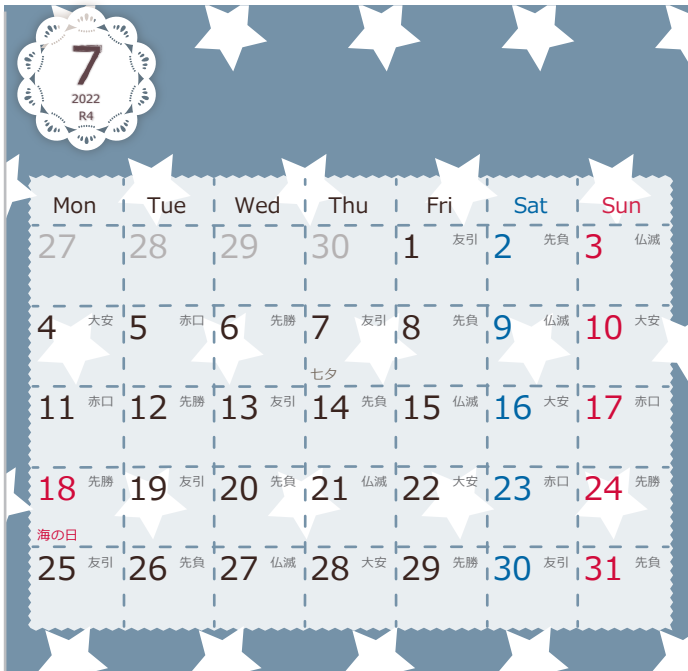 7
2022
R4
Mon Tue Wed Thu Fri Sat Sun
27 28 29 30 1 友引 2 先負 3 仏滅
4 大安 5 赤口 6 先勝 7 友引 8 先負 9 仏滅 10 大安
七夕
11 赤口 12 先勝 13 友引 14 先負 15 仏滅 16 大安 17 赤口
18 先勝 19 友引 20 先負 21 仏滅 22 大安 23 赤口 24 先勝
海の日
25 友引 26 先負 27 仏滅 28 大安 29 先勝 30 友引 31 先負